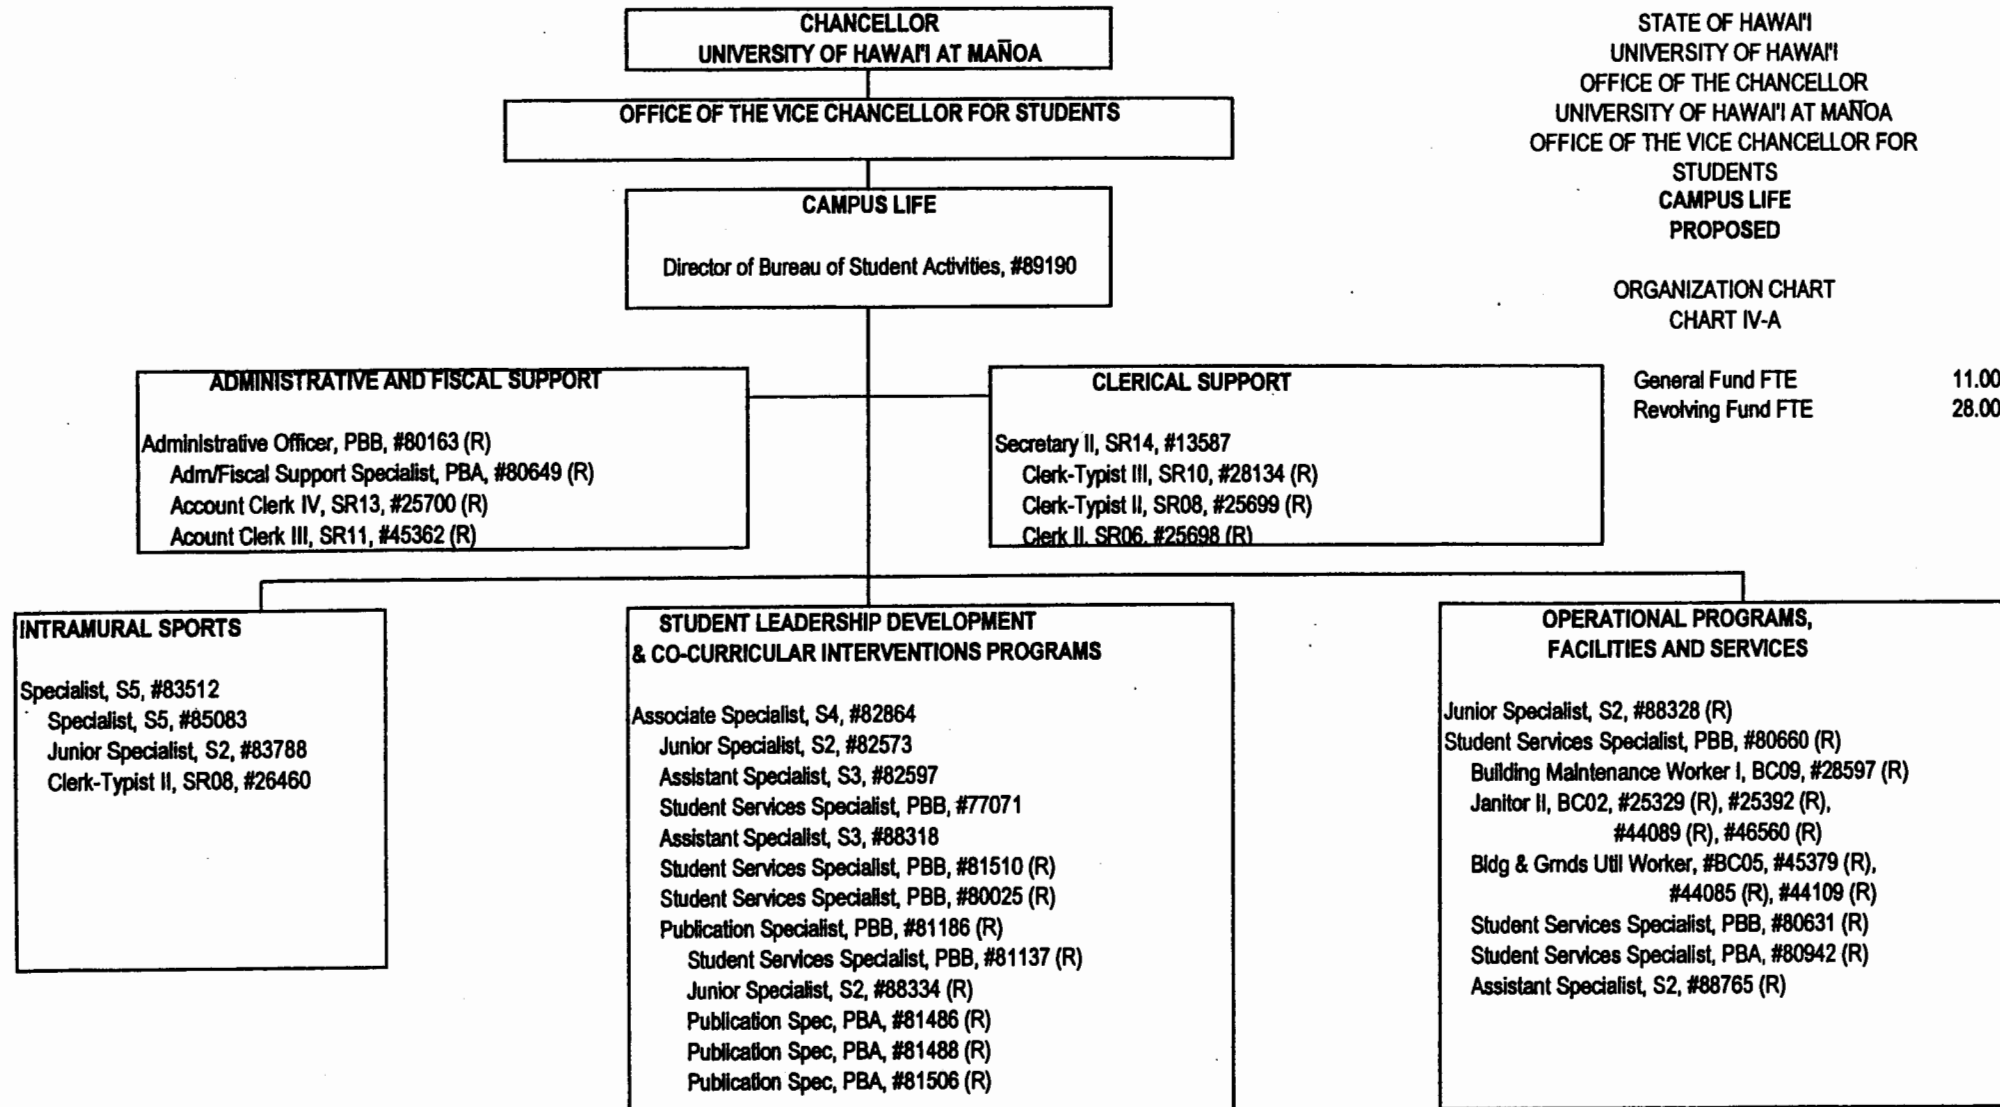 CHANCELLOR
UNIVERSITY OF HAWAI'I AT MAÑOA
OFFICE OF THE VICE CHANCELLOR FOR STUDENTS
CAMPUS LIFE
Director of Bureau of Student Activities, #89190
STATE OF HAWAI'I
UNIVERSITY OF HAWAI'I
OFFICE OF THE CHANCELLOR
UNIVERSITY OF HAWAI'I AT MAÑOA
OFFICE OF THE VICE CHANCELLOR FOR
STUDENTS
CAMPUS LIFE
PROPOSED
ORGANIZATION CHART
CHART IV-A
General Fund FTE 11.00
Revolving Fund FTE 28.00
ADMINISTRATIVE AND FISCAL SUPPORT
Administrative Officer, PBB, #80163 (R)
Adm/Fiscal Support Specialist, PBA, #80649 (R)
Account Clerk IV, SR13, #25700 (R)
Acount Clerk III, SR11, #45362 (R)
CLERICAL SUPPORT
Secretary II, SR14, #13587
Clerk-Typist III, SR10, #28134 (R)
Clerk-Typist II, SR08, #25699 (R)
Clerk II, SR06, #25698 (R)
INTRAMURAL SPORTS
Specialist, S5, #83512
Specialist, S5, #85083
Junior Specialist, S2, #83788
Clerk-Typist II, SR08, #26460
STUDENT LEADERSHIP DEVELOPMENT
& CO-CURRICULAR INTERVENTIONS PROGRAMS
Associate Specialist, S4, #82864
Junior Specialist, S2, #82573
Assistant Specialist, S3, #82597
Student Services Specialist, PBB, #77071
Assistant Specialist, S3, #88318
Student Services Specialist, PBB, #81510 (R)
Student Services Specialist, PBB, #80025 (R)
Publication Specialist, PBB, #81186 (R)
Student Services Specialist, PBB, #81137 (R)
Junior Specialist, S2, #88334 (R)
Publication Spec, PBA, #81486 (R)
Publication Spec, PBA, #81488 (R)
Publication Spec, PBA, #81506 (R)
OPERATIONAL PROGRAMS,
FACILITIES AND SERVICES
Junior Specialist, S2, #88328 (R)
Student Services Specialist, PBB, #80660 (R)
Building Maintenance Worker I, BC09, #28597 (R)
Janitor II, BC02, #25329 (R), #25392 (R),
#44089 (R), #46560 (R)
Bldg & Grnds Util Worker, #BC05, #45379 (R),
#44085 (R), #44109 (R)
Student Services Specialist, PBB, #80631 (R)
Student Services Specialist, PBA, #80942 (R)
Assistant Specialist, S2, #88765 (R)